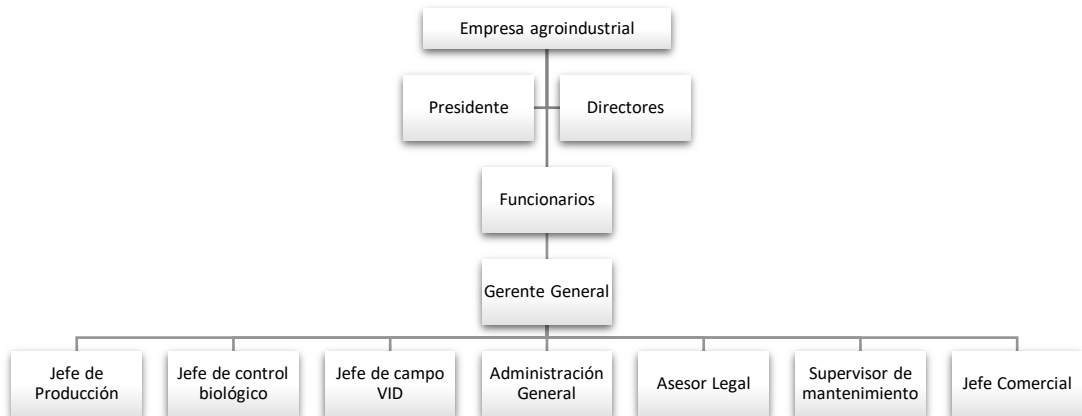 Empresa agroindustrial
Presidente
Directores
Funcionarios
Gerente General
Jefe de
Producción
Jefe de control
biológico
Jefe de campo
VID
Administración
General
Asesor Legal
Supervisor de
mantenimiento
Jefe Comercial